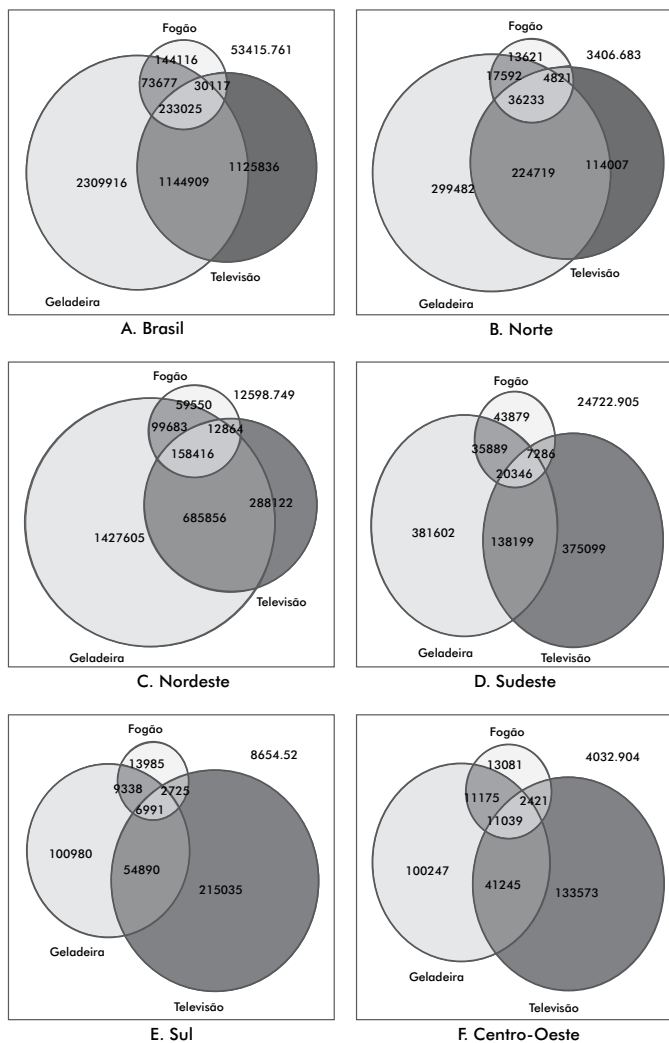 Fogão
53415.761
144116
73677
30117
233025
2309916
1144909
1125836
Televisão
Geladeira
A. Brasil
Fogão
3406.683
13621
17592
4821
36233
299482
224719
114007
Televisão
Geladeira
B. Norte
Fogão
12598.749
59550
99683
12864
158416
1427605
685856
288122
Televisão
Geladeira
C. Nordeste
Fogão
24722.905
43879
35889
7286
20346
381602
138199
375099
Geladeira
Televisão
D. Sudeste
Fogão
8654.52
13985
9338
2725
6991
100980
54890
215035
Geladeira
Televisão
E. Sul
Fogão
4032.904
13081
11175
2421
11039
100247
41245
133573
Geladeira
Televisão
F. Centro-Oeste